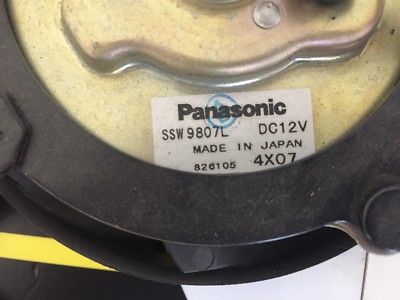 Panasonic
SSW9807L DC12V
MADE IN JAPAN
826105 4X07